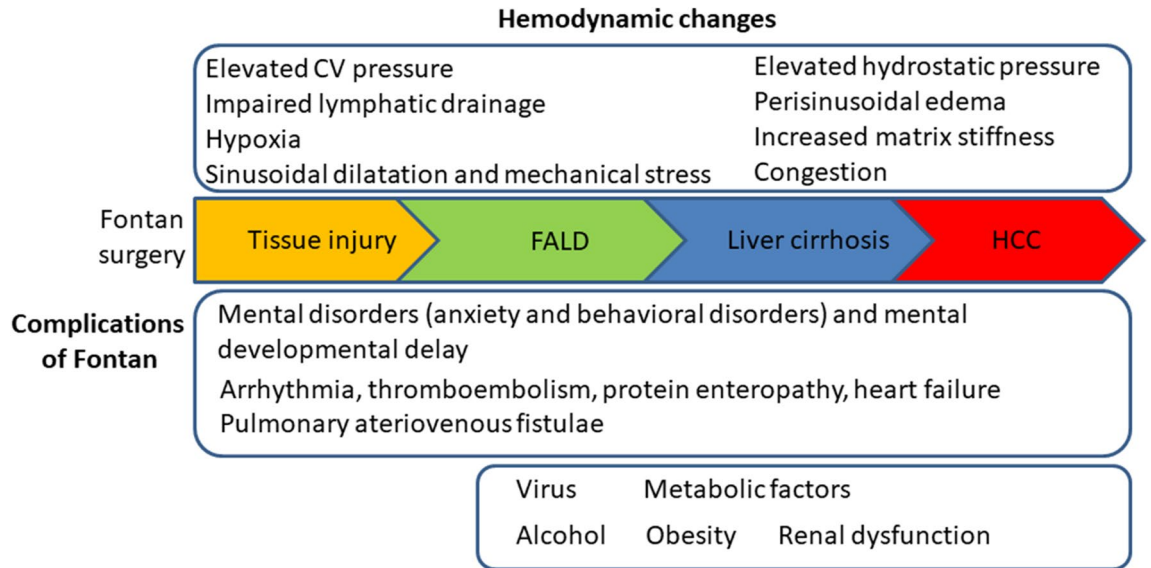 Hemodynamic changes
Elevated CV pressure
Impaired lymphatic drainage
Hypoxia
Sinusoidal dilatation and mechanical stress
Elevated hydrostatic pressure
Perisinusoidal edema
Increased matrix stiffness
Congestion
Fontan
surgery
Tissue injury
FALD
Liver cirrhosis
HCC
Complications
of Fontan
Mental disorders (anxiety and behavioral disorders) and mental
developmental delay
Arrhythmia, thromboembolism, protein enteropathy, heart failure
Pulmonary ateriovenous fistulae
Virus Metabolic factors
Alcohol Obesity Renal dysfunction